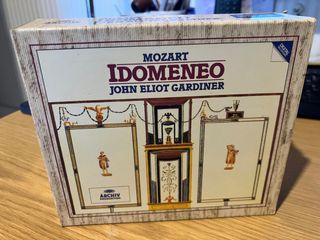 MOZART
IDOMENEO
JOHN ELIOT GARDINER
ARCHIV